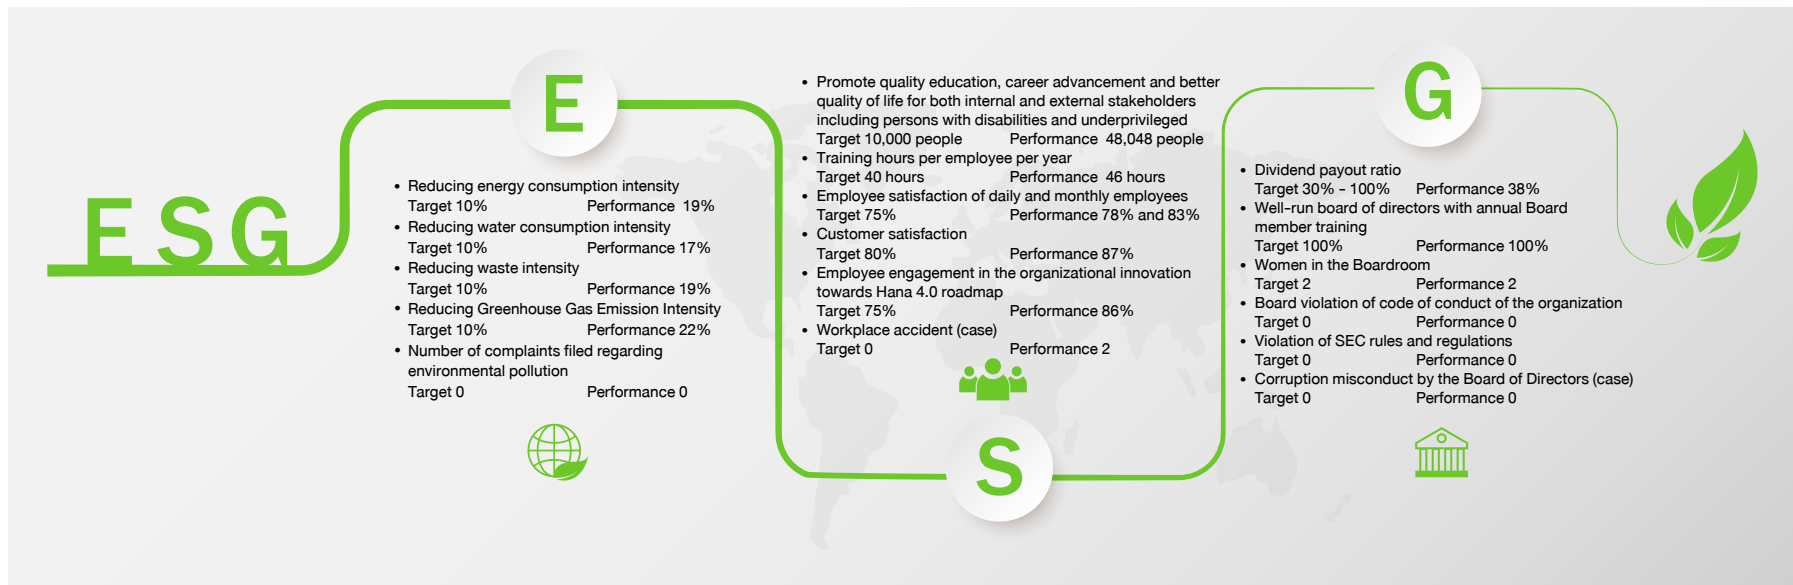 ESG
E
• Reducing energy consumption intensity
Target 10% Performance 19%
• Reducing water consumption intensity
Target 10% Performance 17%
• Reducing waste intensity
Target 10% Performance 19%
• Reducing Greenhouse Gas Emission Intensity
Target 10% Performance 22%
• Number of complaints filed regarding
environmental pollution
Target 0 Performance 0
• Promote quality education, career advancement and better
quality of life for both internal and external stakeholders
including persons with disabilities and underprivileged
Target 10,000 people Performance 48,048 people
• Training hours per employee per year
Target 40 hours Performance 46 hours
• Employee satisfaction of daily and monthly employees
Target 75% Performance 78% and 83%
• Customer satisfaction
Target 80% Performance 87%
• Employee engagement in the organizational innovation
towards Hana 4.0 roadmap
Target 75% Performance 86%
• Workplace accident (case)
Target 0 Performance 2
S
G
• Dividend payout ratio
Target 30% - 100% Performance 38%
• Well-run board of directors with annual Board
member training
Target 100% Performance 100%
• Women in the Boardroom
Target 2 Performance 2
• Board violation of code of conduct of the organization
Target 0 Performance 0
• Violation of SEC rules and regulations
Target 0 Performance 0
• Corruption misconduct by the Board of Directors (case)
Target 0 Performance 0